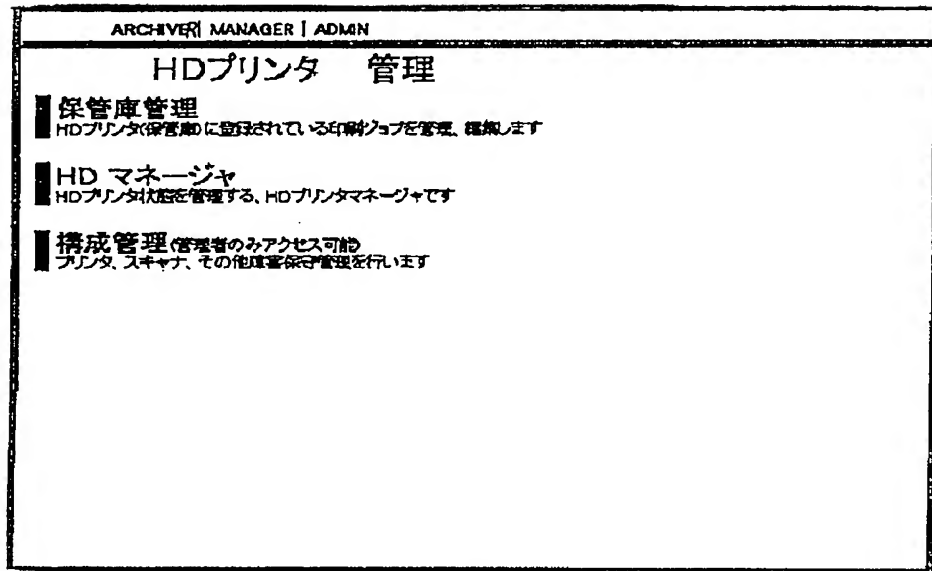 ARCHIVER| MANAGER | ADMIN
HDプリンタ 管理
保管庫管理
HDプリンタ(保管庫)に登録されている印刷ジョブを管理、編集します
HD マネージャ
HDプリンタ状態を管理する、HDプリンタマネージャです
構成管理(管理者のみアクセス可能)
プリンタ、スキャナ、その他障害保守管理を行います